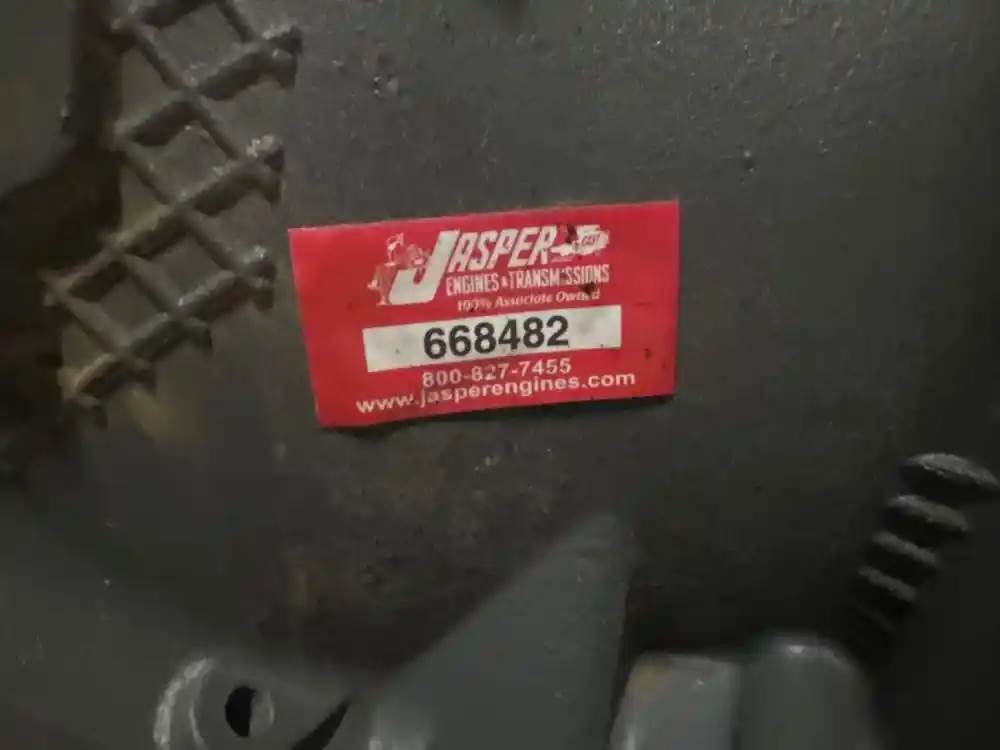 JASPER
ENGINES & TRANSMISSIONS
100% Associate Owned
668482
800-827-7455
www.jasperengines.com